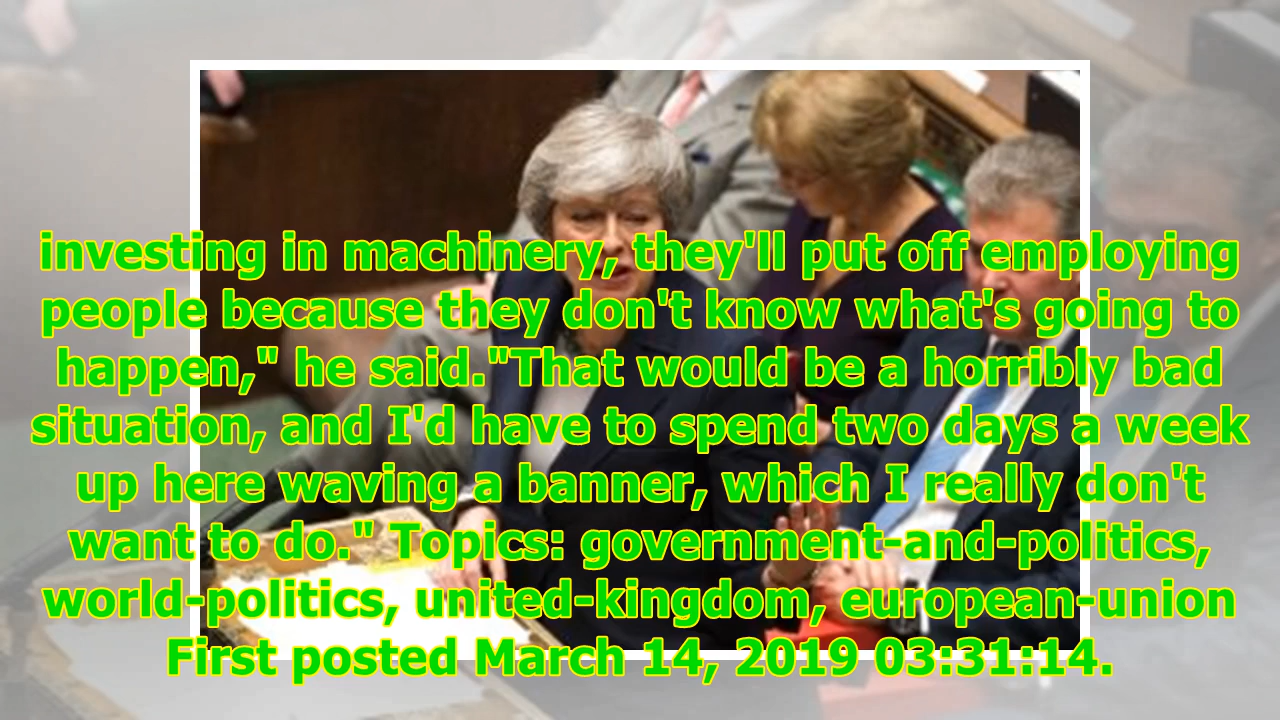 investing in machinery, they'll put off employing
people because they don't know what's going to
happen," he said."That would be a horribly bad
situation, and I'd have to spend two days a week
up here waving a banner, which I really don't
want to do." Topics: government-and-politics,
world-politics, united-kingdom, european-union
First posted March 14, 2019 03:31:14.